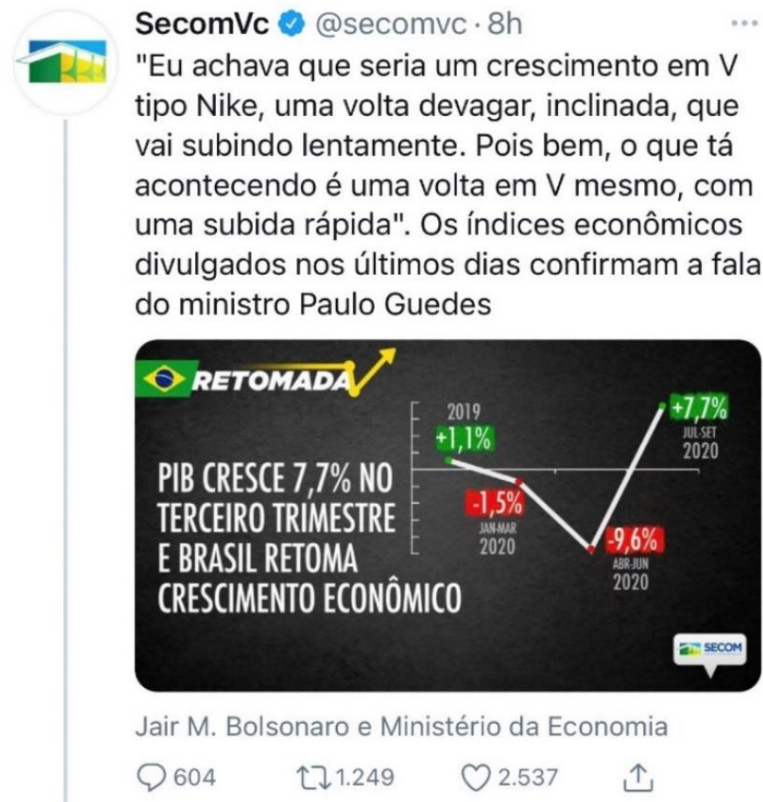 SecomVc @secomvc · 8h
"Eu achava que seria um crescimento em V
tipo Nike, uma volta devagar, inclinada, que
vai subindo lentamente. Pois bem, o que tá
acontecendo é uma volta em V mesmo, com
uma subida rápida". Os índices econômicos
divulgados nos últimos dias confirmam a fala
do ministro Paulo Guedes
RETOMADA
PIB CRESCE 7,7% NO
TERCEIRO TRIMESTRE
E BRASIL RETOMA
CRESCIMENTO ECONÔMICO
2019
+1,1%
-1,5%
JAN-MAR
2020
-9,6%
ABR-JUN
2020
+7,7%
JUL-SET
2020
SECOM
Jair M. Bolsonaro e Ministério da Economia
604 1.249 2.537